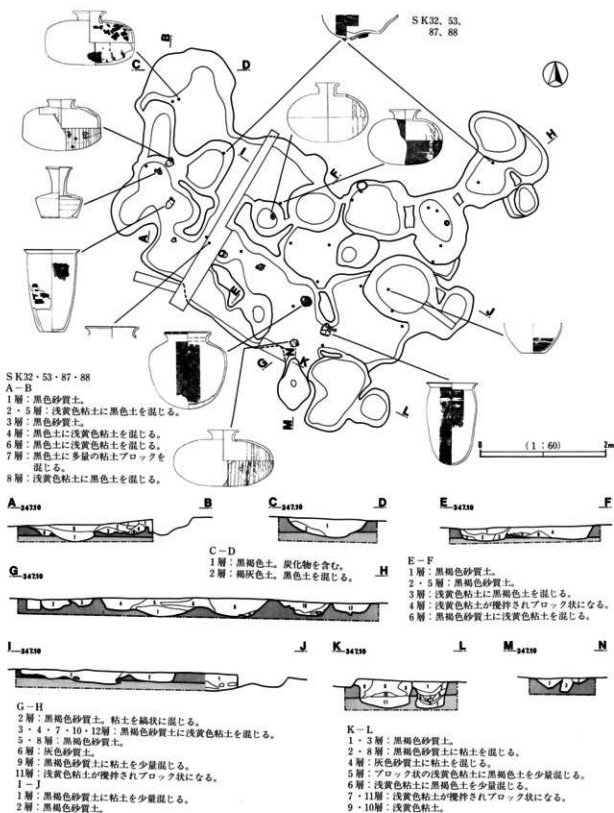 SK32、53、
87、88
B
C
D
H
I
F
A
E
J
G
N
K
M
L
SK32・53・87・88
A－B
1層：黒色砂質土。
2・5層：浅黄色粘土に黒色土を混じる。
3層：黒色砂質土。
4層：黒色土に浅黄色粘土を混じる。
6層：黒色土に浅黄色粘土を混じる。
7層：黒色土に多量の粘土ブロックを
混じる。
8層：浅黄色粘土に黒色土を混じる。
0 (1：60) 2m
A 347.10 B
C 347.10 D
E 347.10 F
C－D
1層：黒褐色土。炭化物を含む。
2層：褐灰色土。黒色土を混じる。
E－F
1層：黒褐色砂質土。
2・5層：黒褐色砂質土。
3層：浅黄色粘土に黒褐色土を混じる。
4層：浅黄色粘土が攪拌されブロック状になる。
6層：黒褐色砂質土に浅黄色粘土を混じる。
G 347.10 H
I 347.10 J
K 347.10 L
M 347.10 N
G－H
2層：黒褐色砂質土。粘土を縞状に混じる。
3・4・7・10・12層：黒褐色砂質土に浅黄色粘土を混じる。
5・8層：黒褐色砂質土。
6層：灰色砂質土。
9層：黒褐色砂質土に粘土を少量混じる。
11層：浅黄色粘土が攪拌されブロック状になる。
I－J
1層：黒褐色砂質土に粘土を少量混じる。
2層：黒褐色砂質土。
K－L
1・3層：黒褐色砂質土。
2・8層：黒褐色砂質土に粘土を混じる。
4層：灰色砂質土に粘土を混じる。
5層：ブロック状の浅黄色粘土に黒褐色土を少量混じる。
6層：浅黄色粘土に黒褐色土を少量混じる。
7・11層：浅黄色粘土が攪拌されブロック状になる。
9・10層：浅黄色粘土。